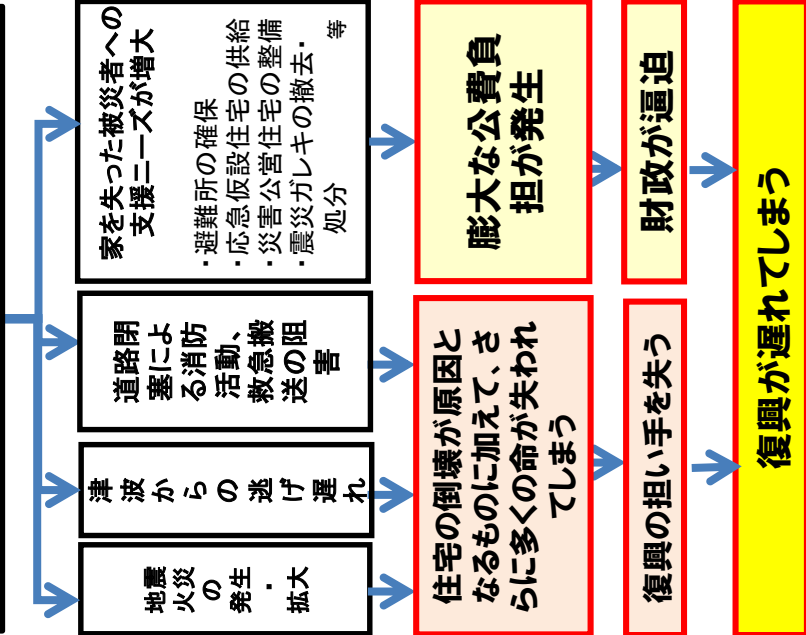 地震
火災
の
発生
・
拡大
津波からの逃げ遅れ
道路閉
塞によ
る消防
活動、
救急搬
送の阻
害
家を失った被災者への
支援ニーズが増大
・避難所の確保
・応急仮設住宅の供給
・災害公営住宅の整備
・震災ガレキの撤去・
処分
等
住宅の倒壊が原因と
なるものに加えて、さ
らに多くの命が失われ
てしまう
膨大な公費負
担が発生
復興の担い手を失う
財政が逼迫
復興が遅れてしまう